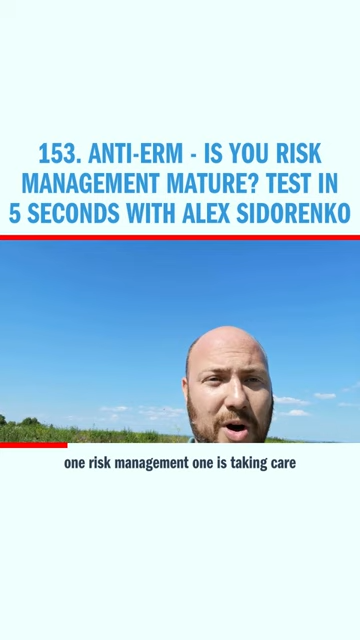 153. ANTI-ERM - IS YOU RISK
MANAGEMENT MATURE? TEST IN
5 SECONDS WITH ALEX SIDORENKO
one risk management one is taking care